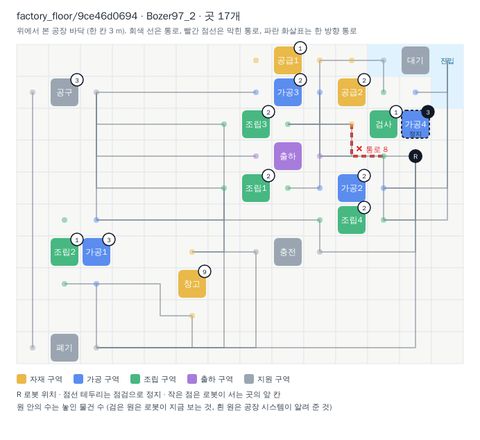 factory_floor/9ce46d0694 · Bozer97_2 · 곳 17개
위에서 본 공장 바닥 (한 칸 3 m). 회색 선은 통로, 빨간 점선은 막힌 통로, 파란 화살표는 한 방향 통로
공급1 1
대기
진입
공구 3
가공3 2
공급2 2
조립3 2
검사 1
가공4 3
정지
출하
✖ 통로 8
R
조립1 2
가공2 2
조립4 2
조립2 1
가공1 3
충전
창고 9
폐기
자재 구역 가공 구역 조립 구역 출하 구역 지원 구역
R 로봇 위치 · 점선 테두리는 점검으로 정지 · 작은 점은 로봇이 서는 곳의 앞 칸
원 안의 수는 놓인 물건 수 (검은 원은 로봇이 지금 보는 것, 흰 원은 공장 시스템이 알려 준 것)